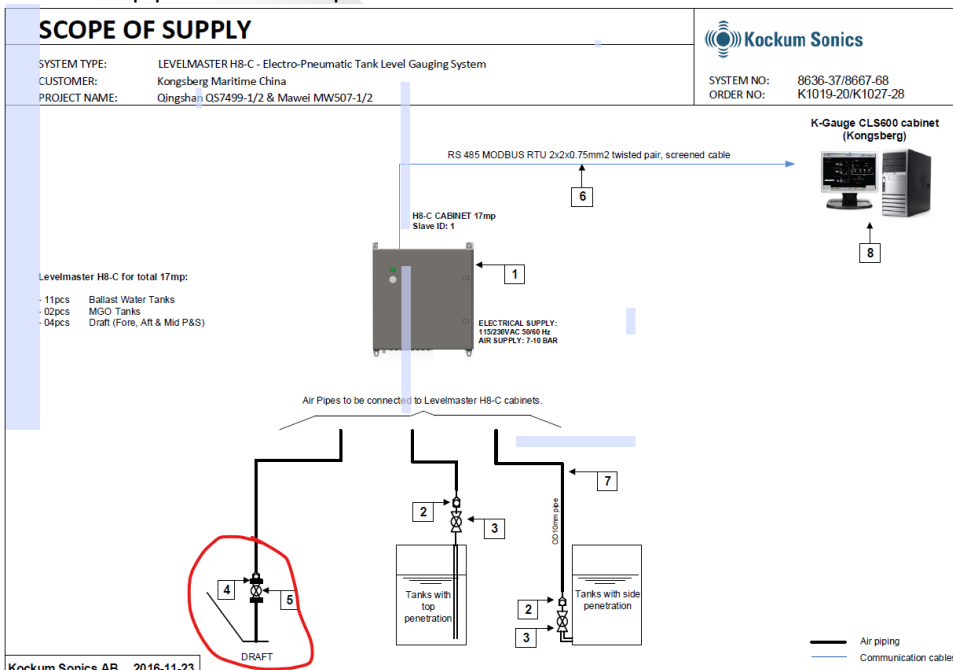 SCOPE OF SUPPLY
Kockum Sonics
SYSTEM TYPE: LEVELMASTER H8-C - Electro-Pneumatic Tank Level Gauging System
CUSTOMER: Kongsberg Maritime China
PROJECT NAME: Qingshan QS7499-1/2 & Mawei MW507-1/2
SYSTEM NO: 8636-37/8667-68
ORDER NO: K1019-20/K1027-28
K-Gauge CLS600 cabinet
(Kongsberg)
RS 485 MODBUS RTU 2x2x0.75mm2 twisted pair, screened cable
6
8
H8-C CABINET 17mp
Slave ID: 1
1
Levelmaster H8-C for total 17mp:
- 11pcs Ballast Water Tanks
- 02pcs MGO Tanks
- 04pcs Draft (Fore, Aft & Mid P&S)
ELECTRICAL SUPPLY:
115/230VAC 50/60 Hz
AIR SUPPLY: 7-10 BAR
Air Pipes to be connected to Levelmaster H8-C cabinets.
7
2
3
OD10mm pipe
4
5
DRAFT
Tanks with
top
penetration
2
3
Tanks with side
penetration
Air piping
Communication cables
Kockum Sonics AB 2016-11-23